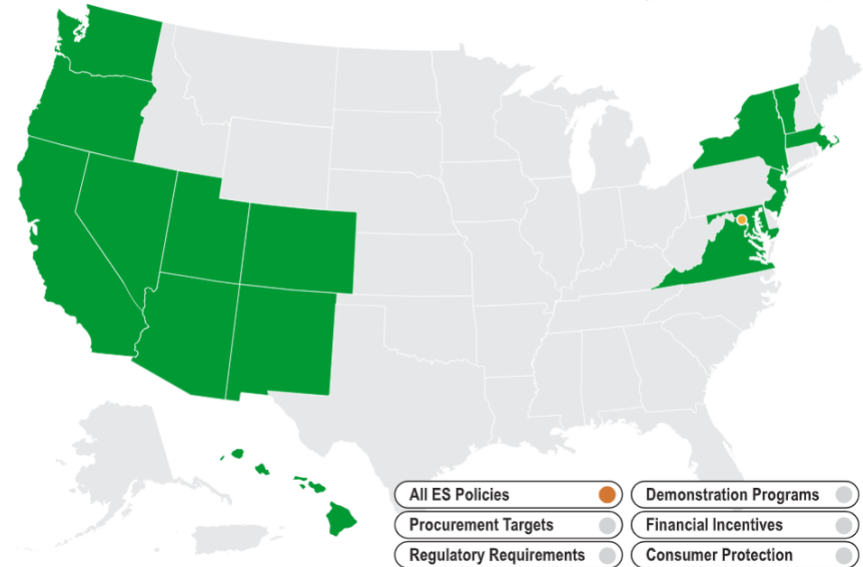 All ES Policies
Demonstration Programs
Procurement Targets
Financial Incentives
Regulatory Requirements
Consumer Protection